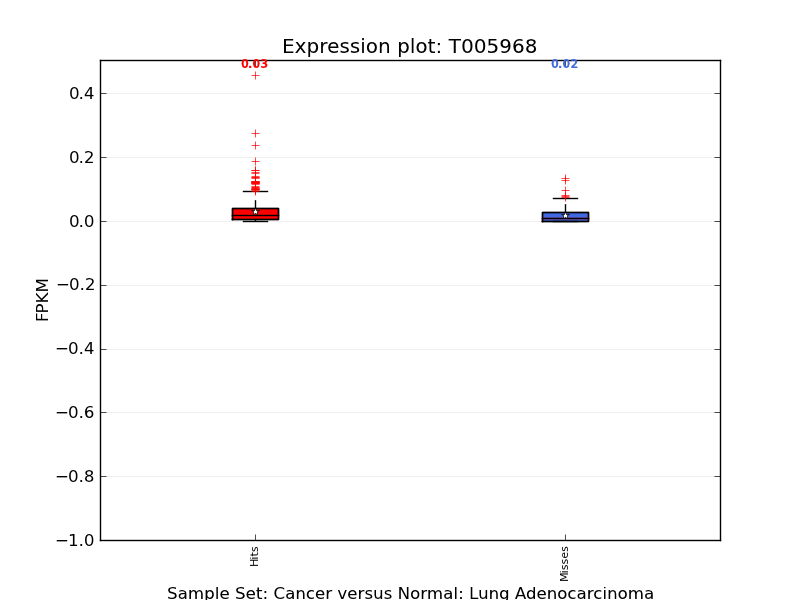 Expression plot: T005968
0.03 0.02
0.4
0.2
0.0
−0.2
−0.4
−0.6
−0.8
−1.0
FPKM
Hits
Misses
Sample Set: Cancer versus Normal: Lung Adenocarcinoma